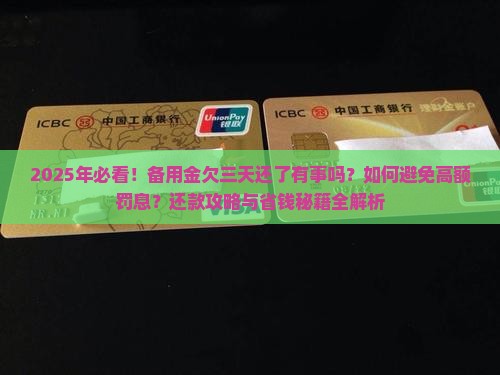 ICBC 中国工商银行
UnionPay
银联
ICBC 中国工商银行 理财金账户
2025年必看！备用金欠三天还了有事吗？如何避免高额
罚息？还款攻略与省钱秘籍全解析
VISA